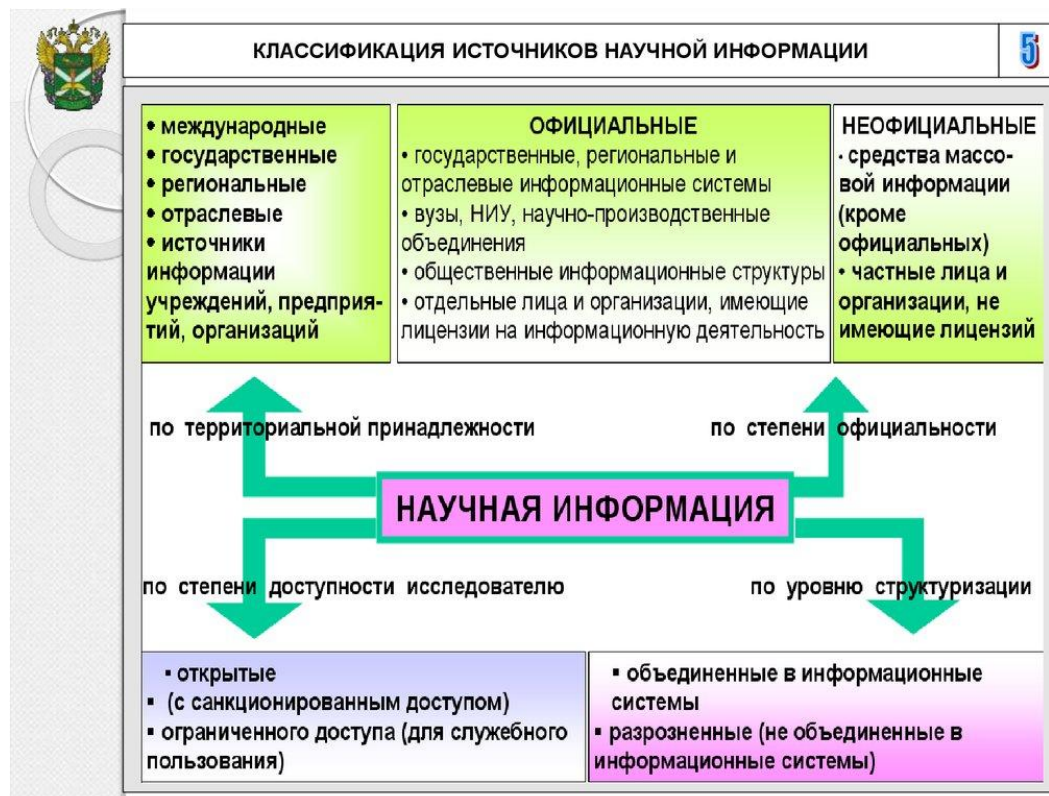 КЛАССИФИКАЦИЯ ИСТОЧНИКОВ НАУЧНОЙ ИНФОРМАЦИИ
5
• международные
• государственные
• региональные
• отраслевые
• источники
информации
учреждений, предприя-
тий, организаций
ОФИЦИАЛЬНЫЕ
• государственные, региональные и
отраслевые информационные системы
• вузы, НИУ, научно-производственные
объединения
• общественные информационные структуры
• отдельные лица и организации, имеющие
лицензии на информационную деятельность
НЕОФИЦИАЛЬНЫЕ
· средства массо-
вой информации
(кроме
официальных)
• частные лица и
организации, не
имеющие лицензий
по территориальной принадлежности
по степени официальности
НАУЧНАЯ ИНФОРМАЦИЯ
по степени доступности исследователю
по уровню структуризации
▪ открытые
▪ (с санкционированным доступом)
▪ ограниченного доступа (для служебного
пользования)
▪ объединенные в информационные
системы
▪ разрозненные (не объединенные в
информационные системы)